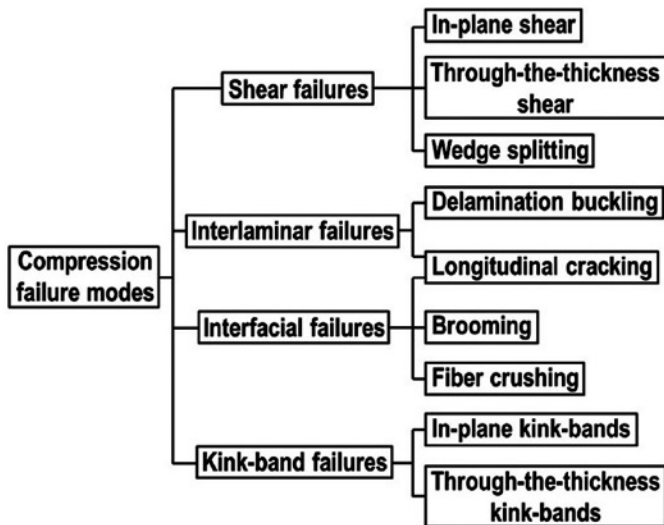 In-plane shear
Through-the-thickness
shear
Shear failures
Wedge splitting
Delamination buckling
Interlaminar failures
Longitudinal cracking
Compression
failure modes
Interfacial failures
Brooming
Fiber crushing
In-plane kink-bands
Kink-band failures
Through-the-thickness
kink-bands